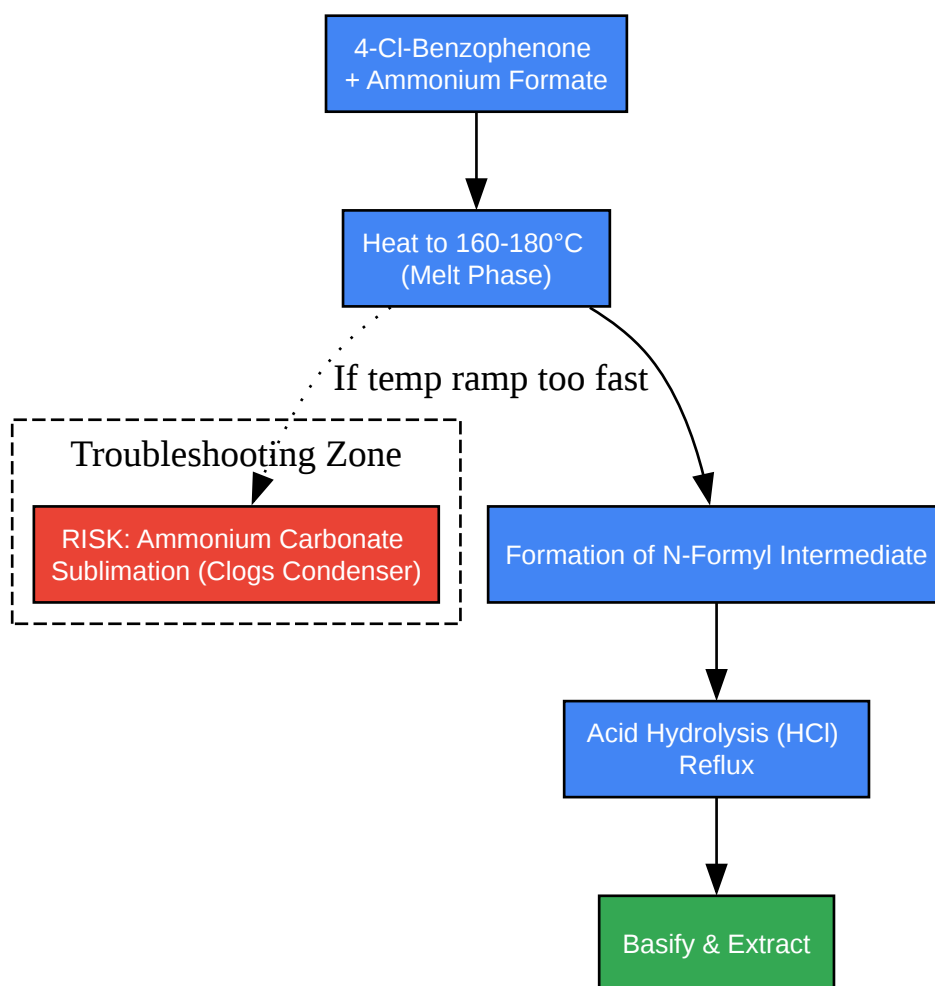 4-Cl-Benzophenone
+ Ammonium Formate
Heat to 160-180°C
(Melt Phase)
If temp ramp too fast
Troubleshooting Zone
RISK: Ammonium Carbonate
Sublimation (Clogs Condenser)
Formation of N-Formyl Intermediate
Acid Hydrolysis (HCl)
Reflux
Basify & Extract